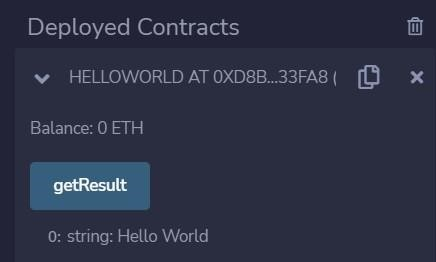 Deployed Contracts
HELLOWORLD AT 0XD8B...33FA8 (
Balance: 0 ETH
getResult
0: string: Hello World